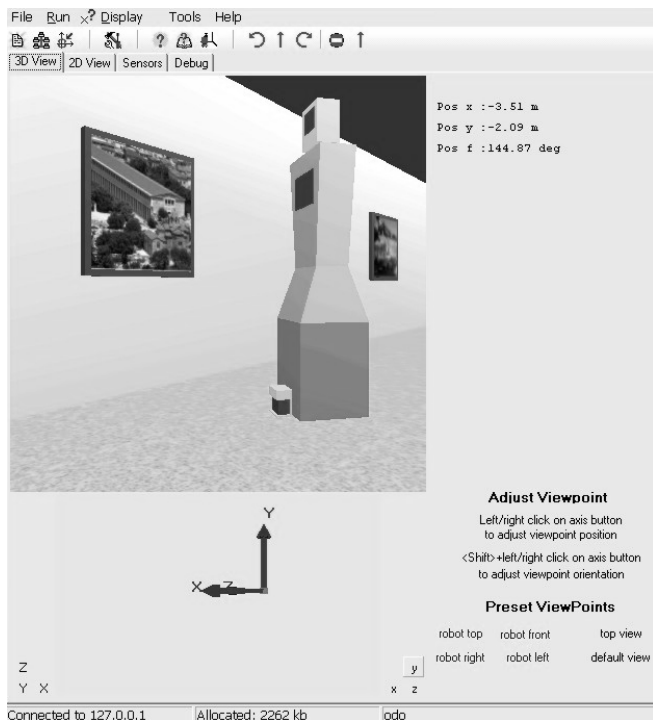 File Run x? Display Tools Help
3D View 2D View Sensors Debug
Pos x :-3.51 m
Pos y :-2.09 m
Pos f :144.87 deg
Adjust Viewpoint
Left/right click on axis button
to adjust viewpoint position
<Shift>+left/right click on axis button
to adjust viewpoint orientation
Y
X Z
Preset ViewPoints
robot top robot front top view
robot right robot left default view
Z
Y X
y
x z
Connected to 127.0.0.1 Allocated: 2262 kb odo